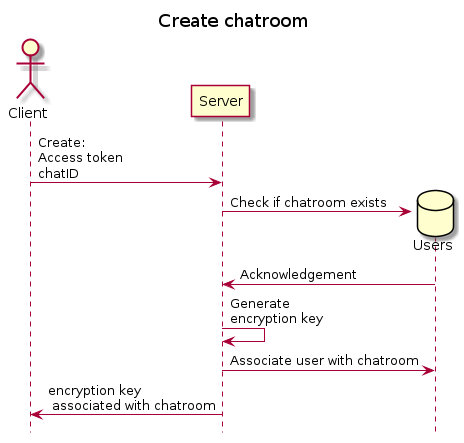 Create chatroom
Client
Server
Create:
Access token
chatID
Check if chatroom exists
Users
Acknowledgement
Generate
encryption key
Associate user with chatroom
encryption key
associated with chatroom